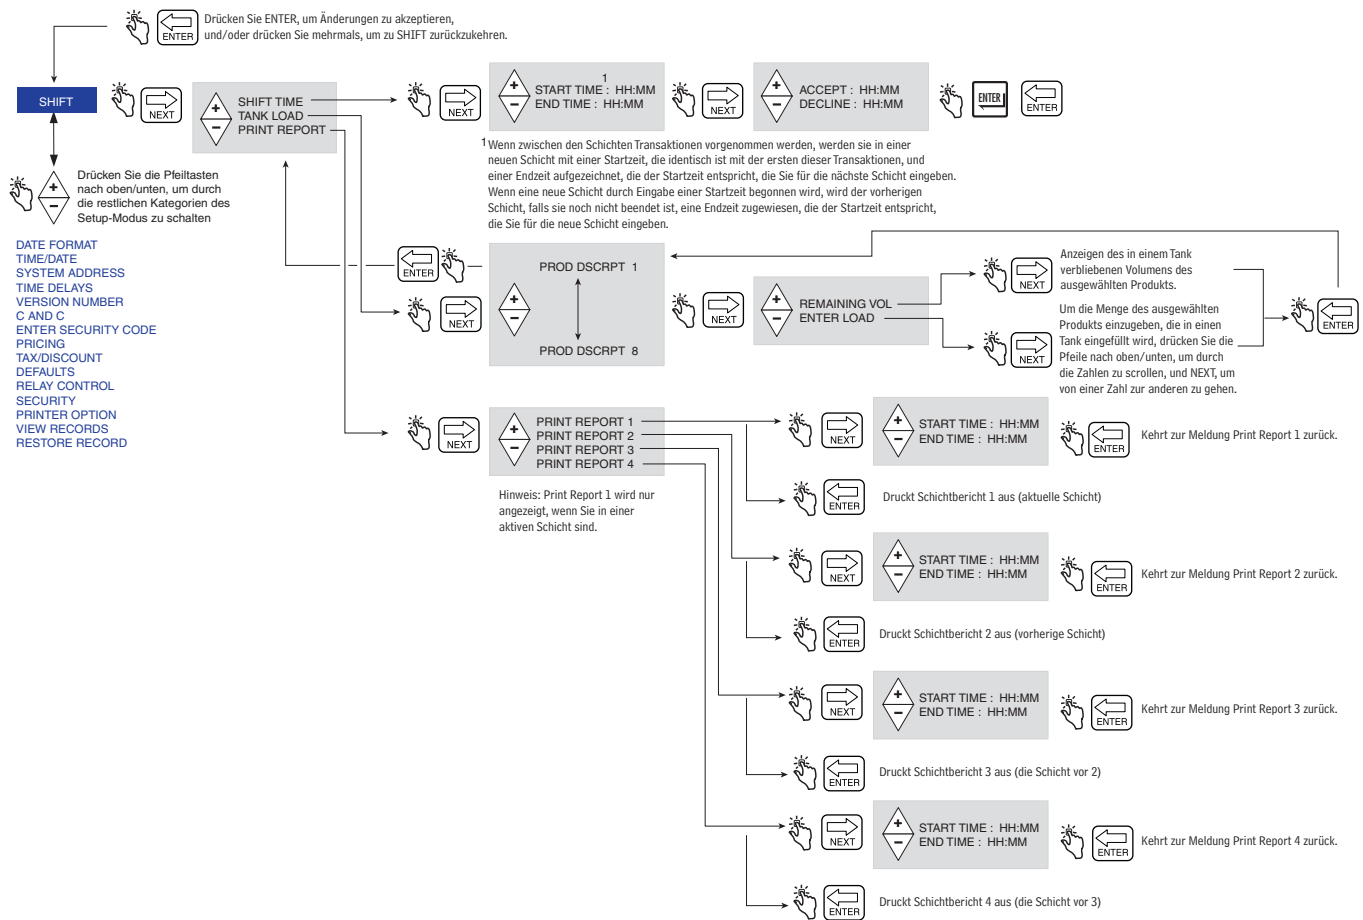 Drücken Sie ENTER, um Änderungen zu akzeptieren,
und/oder drücken Sie mehrmals, um zu SHIFT zurückzukehren.
ENTER
SHIFT
NEXT
SHIFT TIME
TANK LOAD
PRINT REPORT
NEXT
1
START TIME : HH:MM
END TIME : HH:MM
NEXT
ACCEPT : HH:MM
DECLINE : HH:MM
ENTER
ENTER
1 Wenn zwischen den Schichten Transaktionen vorgenommen werden, werden sie in einer
neuen Schicht mit einer Startzeit, die identisch ist mit der ersten dieser Transaktionen, und
einer Endzeit aufgezeichnet, die der Startzeit entspricht, die Sie für die nächste Schicht eingeben.
Wenn eine neue Schicht durch Eingabe einer Startzeit begonnen wird, wird der vorherigen
Schicht, falls sie noch nicht beendet ist, eine Endzeit zugewiesen, die der Startzeit entspricht,
die Sie für die neue Schicht eingeben.
Drücken Sie die Pfeiltasten
nach oben/unten, um durch
die restlichen Kategorien des
Setup-Modus zu schalten
DATE FORMAT
TIME/DATE
SYSTEM ADDRESS
TIME DELAYS
VERSION NUMBER
C AND C
ENTER SECURITY CODE
PRICING
TAX/DISCOUNT
DEFAULTS
RELAY CONTROL
SECURITY
PRINTER OPTION
VIEW RECORDS
RESTORE RECORD
ENTER
NEXT
PROD DSCRPT 1
PROD DSCRPT 8
NEXT
REMAINING VOL
ENTER LOAD
NEXT
Anzeigen des in einem Tank
verbliebenen Volumens des
ausgewählten Produkts.
NEXT
Um die Menge des ausgewählten
Produkts einzugeben, die in einen
Tank eingefüllt wird, drücken Sie die
Pfeile nach oben/unten, um durch
die Zahlen zu scrollen, und NEXT, um
von einer Zahl zur anderen zu gehen.
ENTER
NEXT
PRINT REPORT 1
PRINT REPORT 2
PRINT REPORT 3
PRINT REPORT 4
Hinweis: Print Report 1 wird nur
angezeigt, wenn Sie in einer
aktiven Schicht sind.
NEXT
START TIME : HH:MM
END TIME : HH:MM
ENTER
Kehrt zur Meldung Print Report 1 zurück.
ENTER
Druckt Schichtbericht 1 aus (aktuelle Schicht)
NEXT
START TIME : HH:MM
END TIME : HH:MM
ENTER
Kehrt zur Meldung Print Report 2 zurück.
ENTER
Druckt Schichtbericht 2 aus (vorherige Schicht)
NEXT
START TIME : HH:MM
END TIME : HH:MM
ENTER
Kehrt zur Meldung Print Report 3 zurück.
ENTER
Druckt Schichtbericht 3 aus (die Schicht vor 2)
NEXT
START TIME : HH:MM
END TIME : HH:MM
ENTER
Kehrt zur Meldung Print Report 4 zurück.
ENTER
Druckt Schichtbericht 4 aus (die Schicht vor 3)